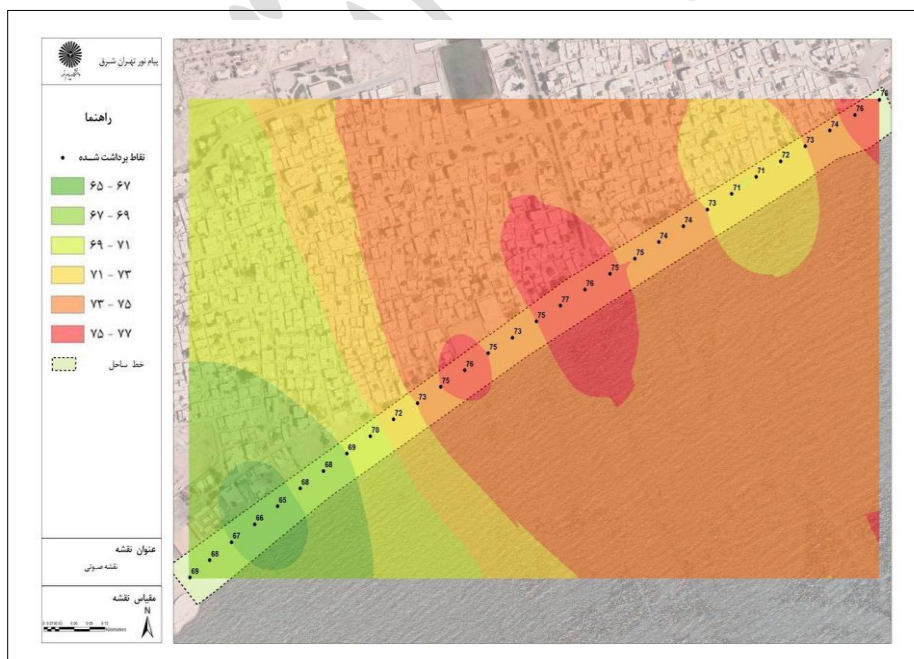 پیام نور تهران شرق
راهنما
نقاط برداشت شده
۶۵ - ۶۷
۶۷ - ۶۹
۶۹ - ۷۱
۷۱ - ۷۳
۷۳ - ۷۵
۷۵ - ۷۷
خط ساحل
عنوان نقشه
نقشه صوتی
مقیاس نقشه
N
Kilometers
76
76
74
73
72
71
71
73
74
74
75
75
76
77
75
73
75
76
75
73
72
70
69
68
68
65
66
67
68
69